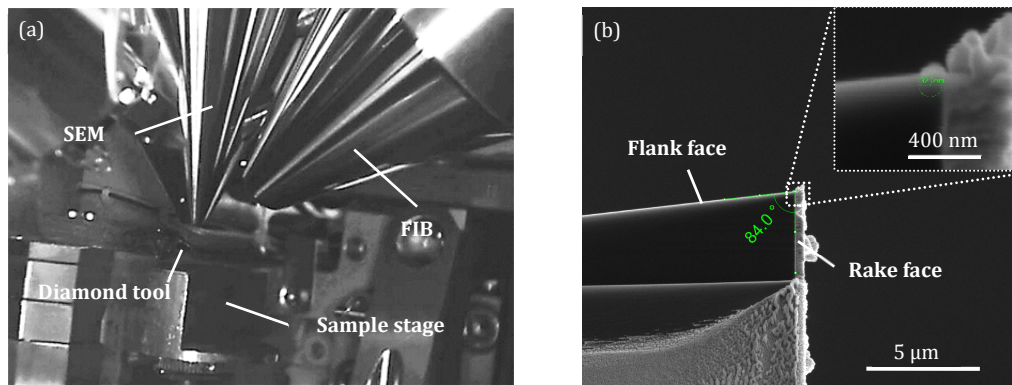 (a)
SEM
FIB
Diamond tool
Sample stage
(b)
400 nm
Flank face
84.0 °
Rake face
5 μm